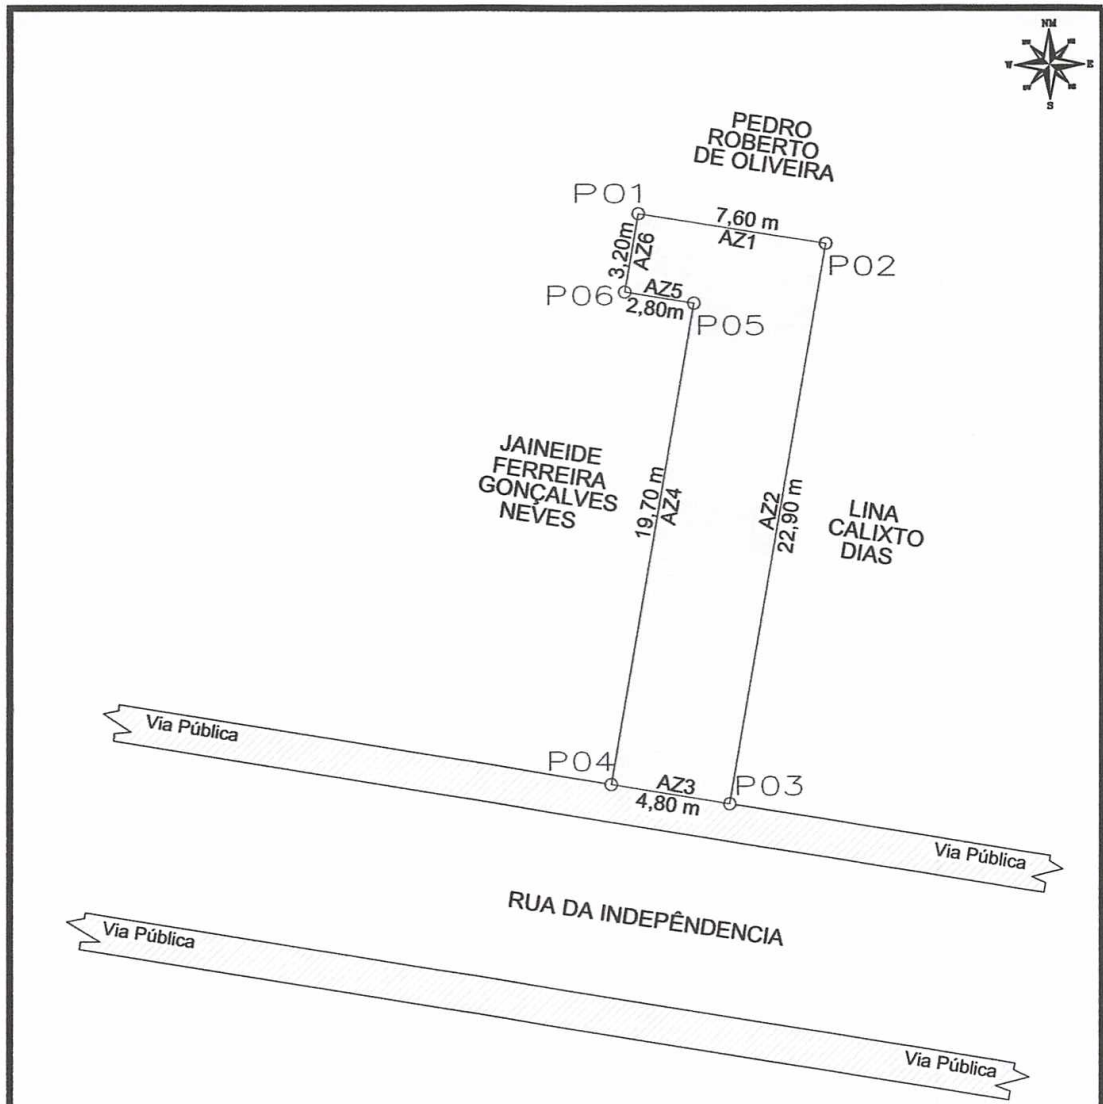 NM
W
E
S
PEDRO
ROBERTO
DE OLIVEIRA
P01
7,60 m
AZ1
P02
3,20m
AZ6
P06
AZ5
2,80m
P05
JAINEIDE
FERREIRA
GONÇALVES
NEVES
19,70 m
AZ4
AZ2
22,90 m
LINA
CALIXTO
DIAS
Via Pública
P04
AZ3
4,80 m
P03
Via Pública
RUA DA INDEPÊNDENCIA
Via Pública
Via Pública